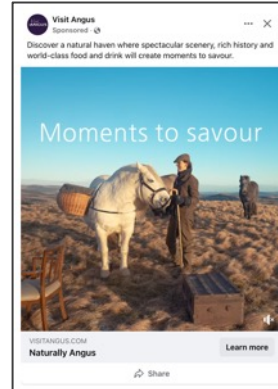 Visit Angus
Sponsored ·
Discover a natural haven where spectacular scenery, rich history and
world-class food and drink will create moments to savour.
Moments to savour
VISITANGUS.COM
Naturally Angus
Learn more
Share